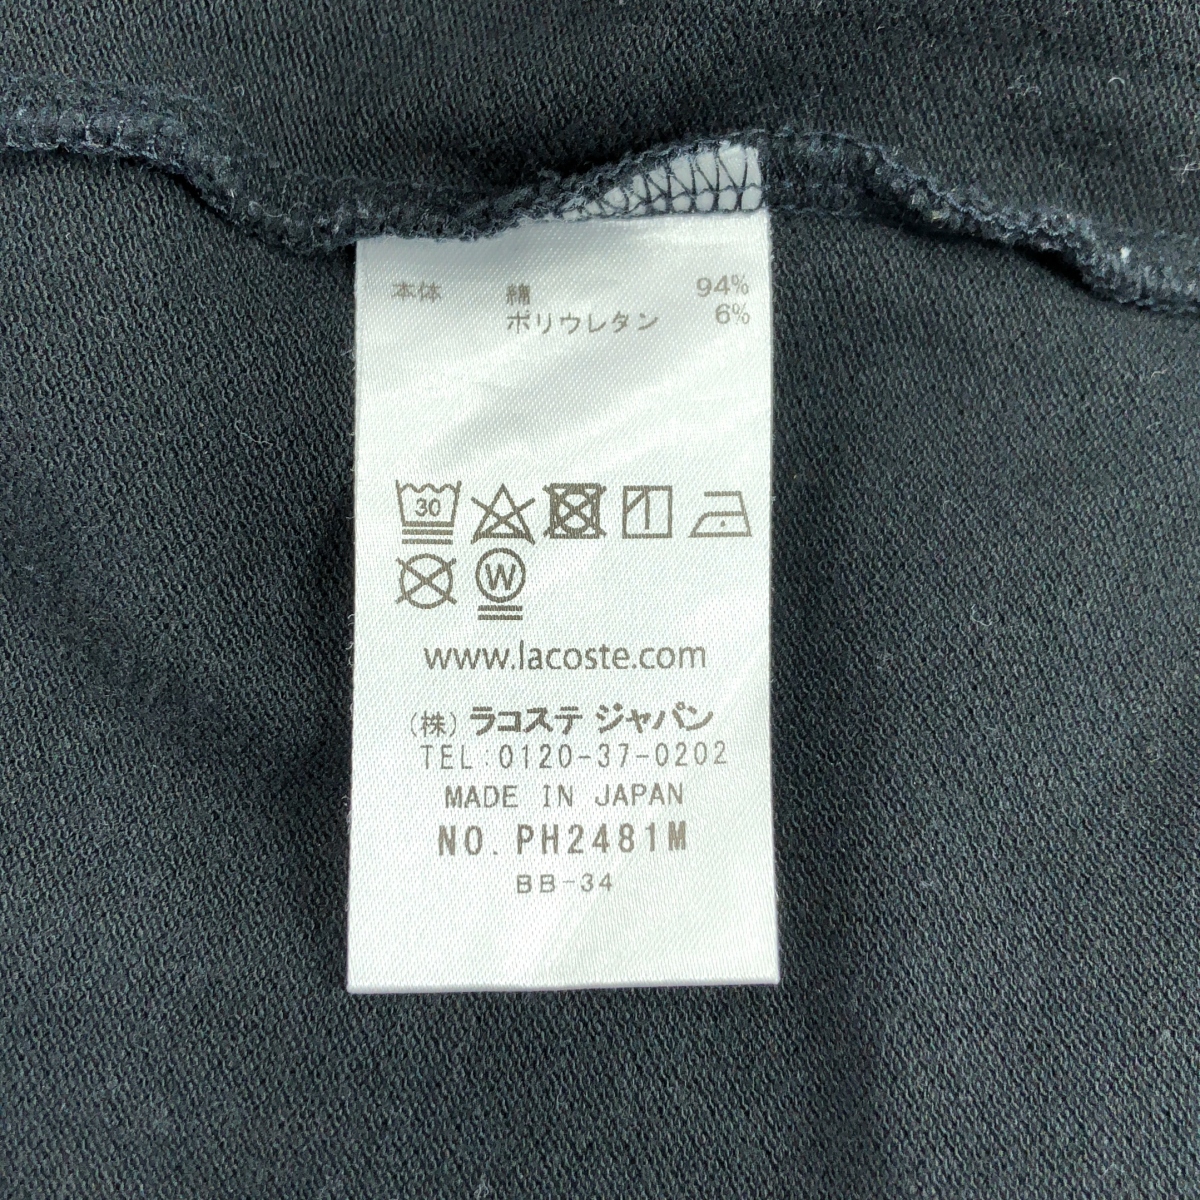 本体 綿 94%
ポリウレタン 6%
30
W
www.lacoste.com
(株) ラコステ ジャパン
TEL:0120-37-0202
MADE IN JAPAN
NO. PH2481M
BB-34